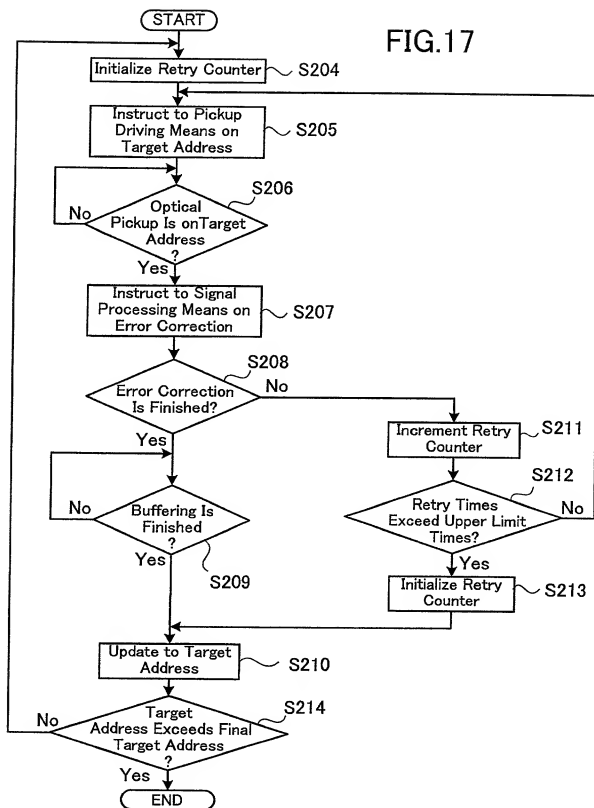 START
FIG.17
Initialize Retry Counter
S204
Instruct to Pickup
Driving Means on
Target Address
S205
S206
Optical
Pickup Is onTarget
Address
?
No
Yes
Instruct to Signal
Processing Means on
Error Correction
S207
S208
Error Correction
Is Finished?
No
Yes
Increment Retry
Counter
S211
S212
Retry Times
Exceed Upper Limit
Times?
No
Yes
Buffering Is
Finished
?
No
Yes
S209
Initialize Retry
Counter
S213
Update to Target
Address
S210
S214
Target
Address Exceeds Final
Target Address
?
No
Yes
END